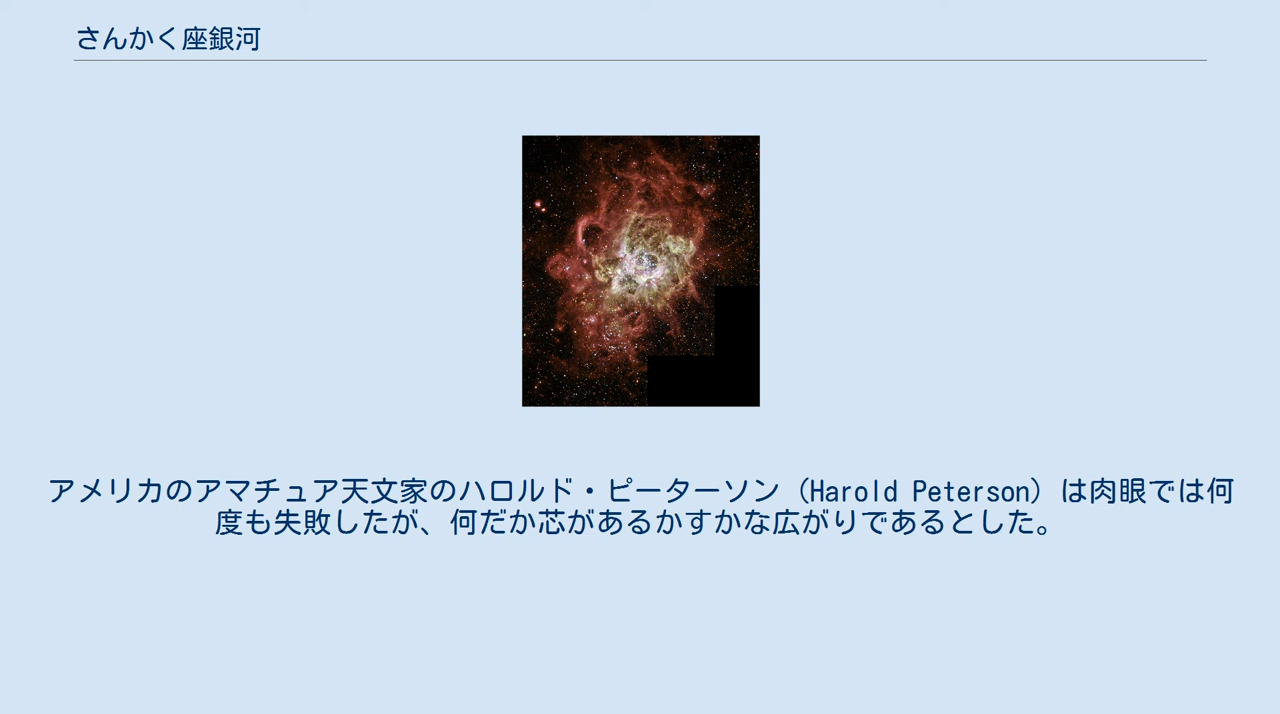 さんかく座銀河
アメリカのアマチュア天文家のハロルド・ピーターソン（Harold Peterson）は肉眼では何
度も失敗したが、何だか芯があるかすかな広がりであるとした。